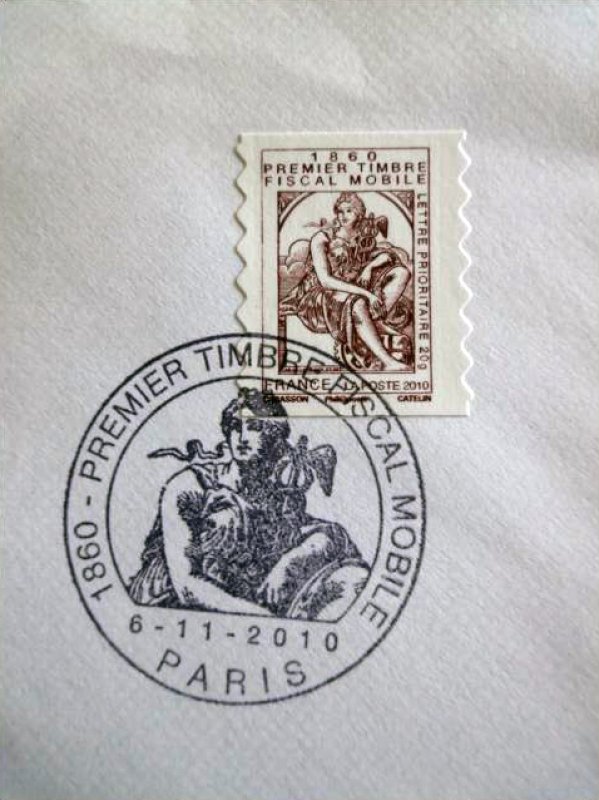 1860
PREMIER TIMBRE
FISCAL MOBILE
LETTRE PRIORITAIRE 20g
FRANCE LA POSTE 2010
CATELIN
1860 - PREMIER TIMBRE FISCAL MOBILE
6-11-2010
PARIS